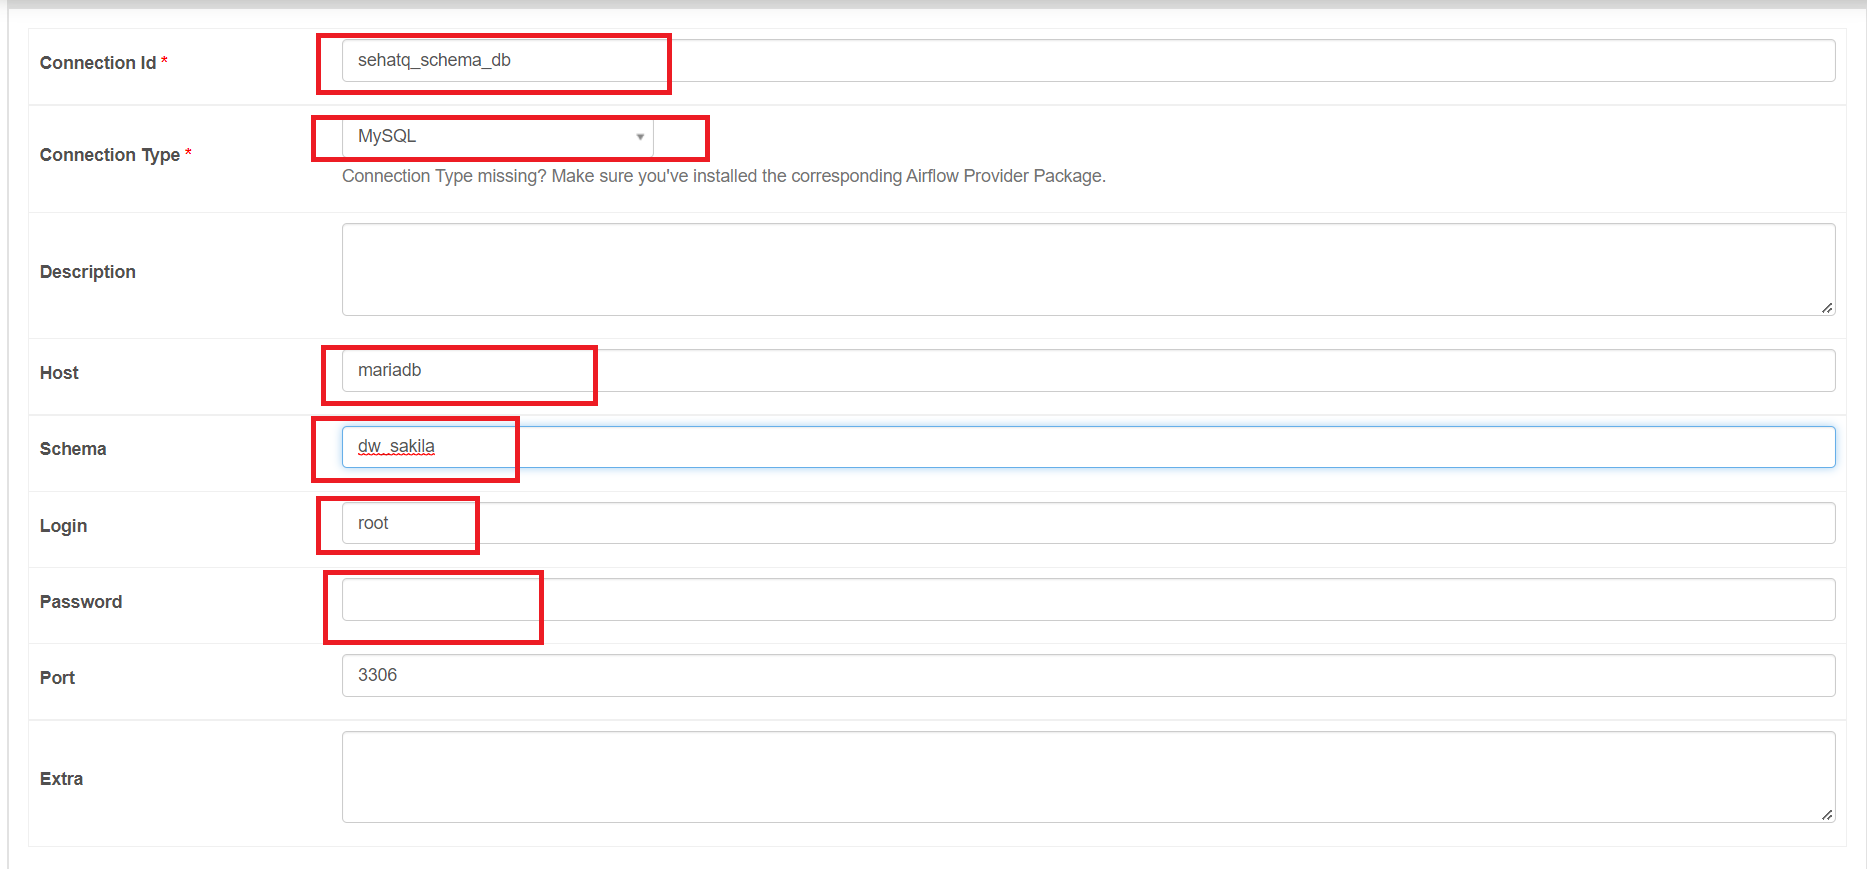 Connection Id *
sehatq_schema_db
Connection Type *
MySQL
Connection Type missing? Make sure you've installed the corresponding Airflow Provider Package.
Description
Host
mariadb
Schema
dw_sakila
Login
root
Password
Port
3306
Extra